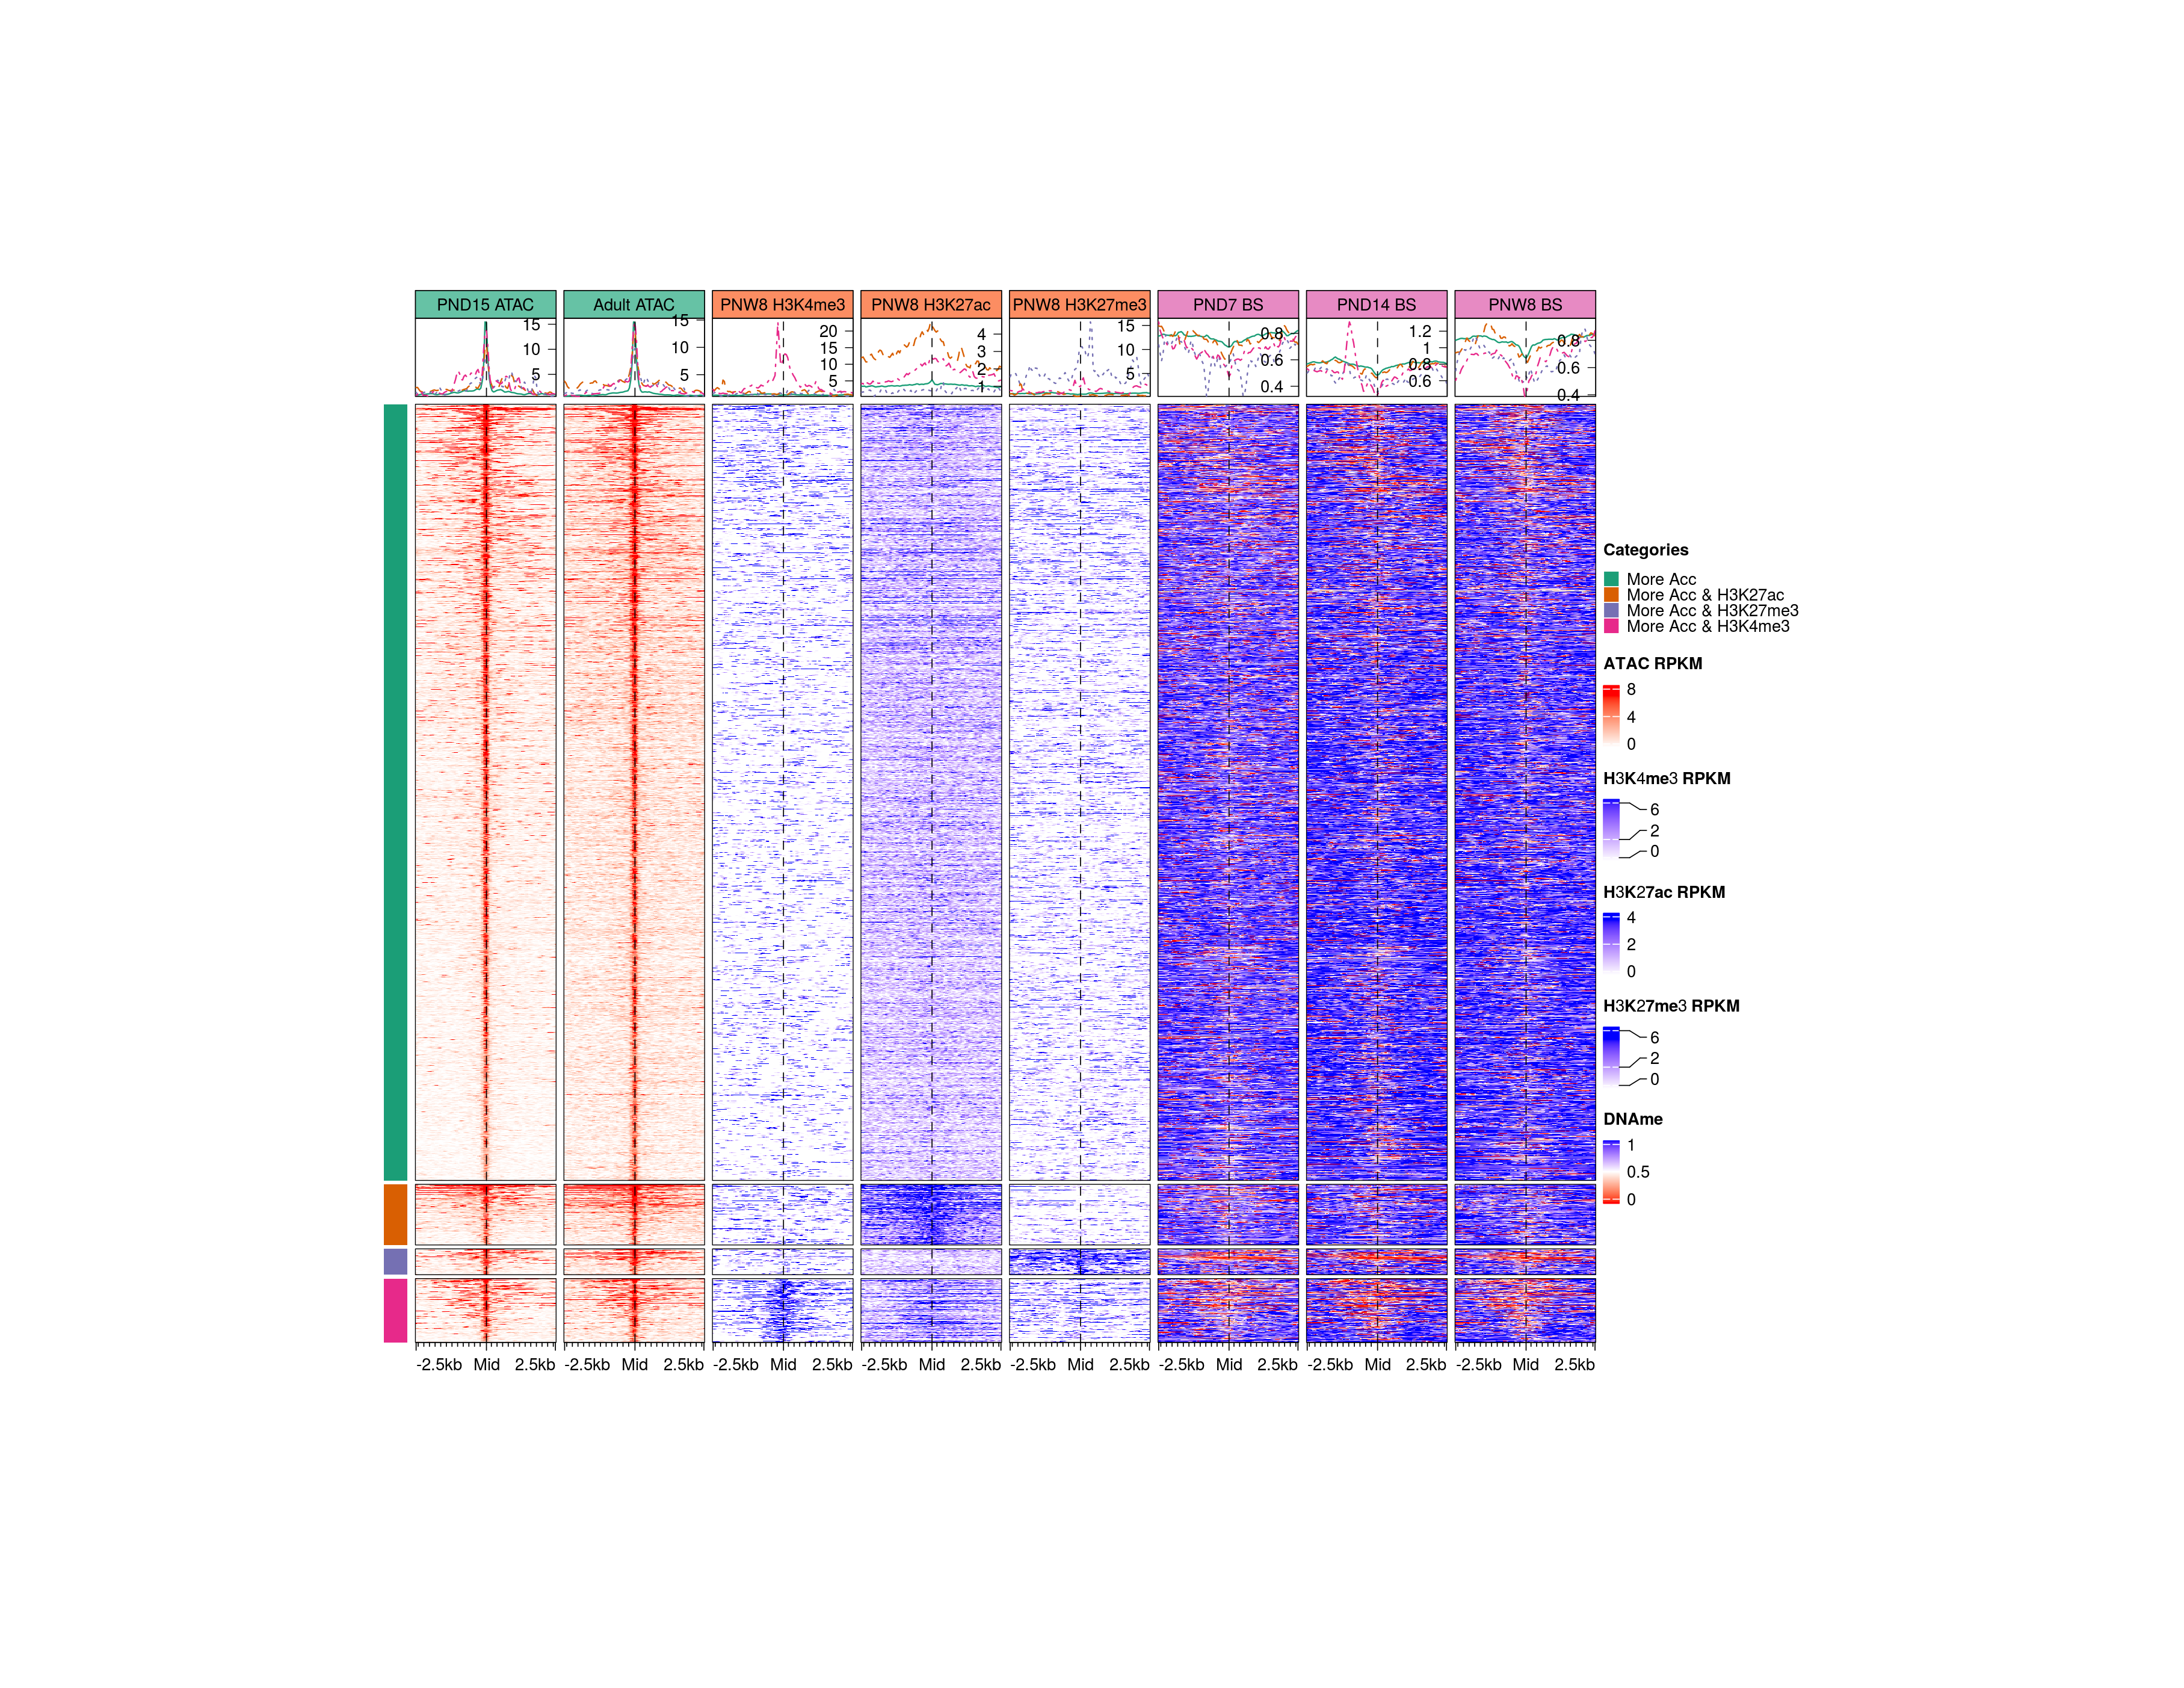 PND15 ATAC Adult ATAC PNW8 H3K4me3 PNW8 H3K27ac PNW8 H3K27me3 PND7 BS PND14 BS PNW8 BS
15 10 5
15 10 5
20 15 10 5
4 3 2 1
15 10 5
0.8 0.6 0.4
1.2 1 0.8 0.6
0.8 0.6 0.4
Categories
More Acc
More Acc & H3K27ac
More Acc & H3K27me3
More Acc & H3K4me3
ATAC RPKM
8
4
0
H3K4me3 RPKM
6
2
0
H3K27ac RPKM
4
2
0
H3K27me3 RPKM
6
2
0
DNAme
1
0.5
0
-2.5kb Mid 2.5kb -2.5kb Mid 2.5kb -2.5kb Mid 2.5kb -2.5kb Mid 2.5kb -2.5kb Mid 2.5kb -2.5kb Mid 2.5kb -2.5kb Mid 2.5kb -2.5kb Mid 2.5kb